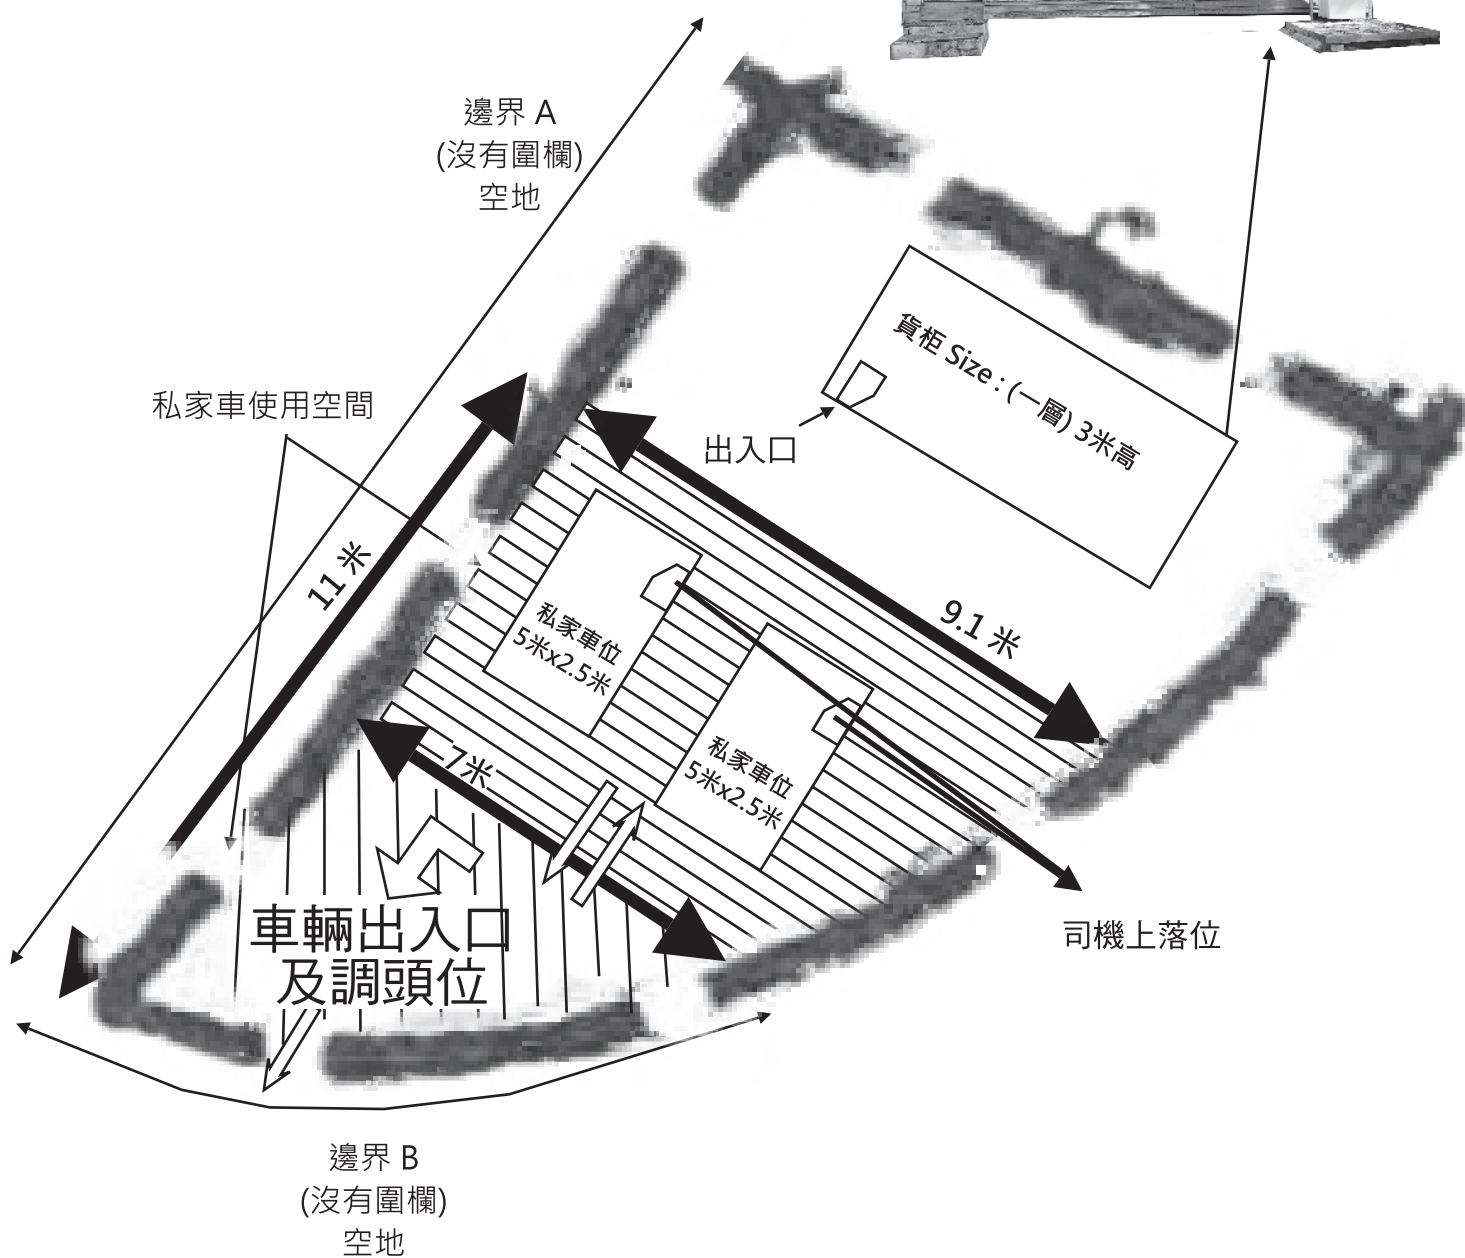 邊界 A
(沒有圍欄)
空地
貨柜 Size : (一層) 3米高
私家車使用空間
出入口
11 米
9.1 米
私家車位
5米x2.5米
私家車位
5米x2.5米
7米
車輛出入口
及調頭位
司機上落位
邊界 B
(沒有圍欄)
空地